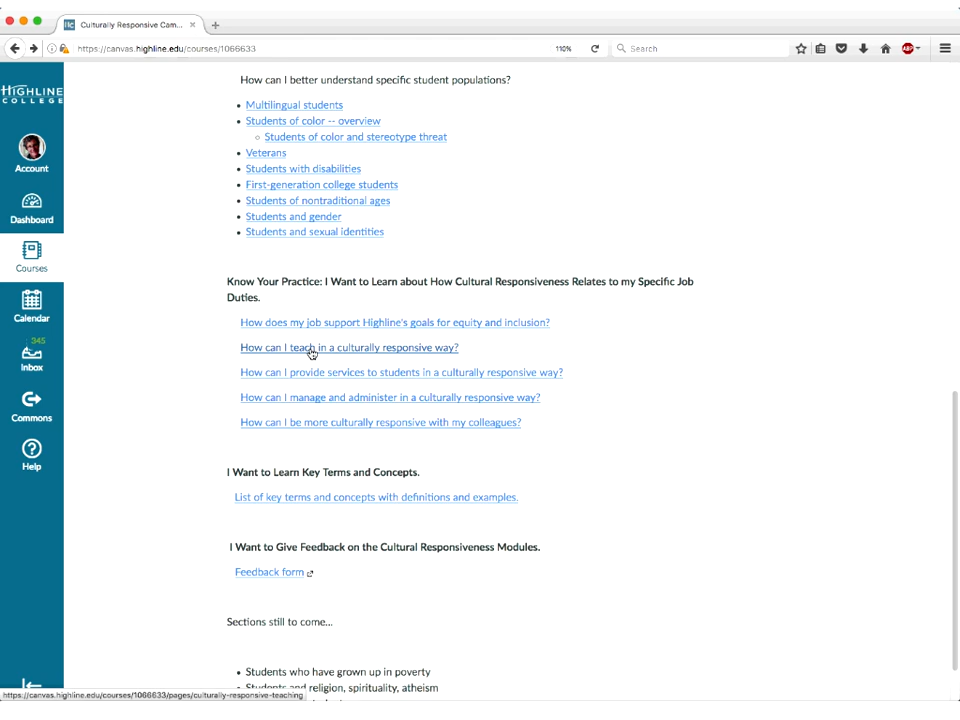 Culturally Responsive Cam...
https://canvas.highline.edu/courses/1066633
110%
Search
ABP
HIGHLINE
COLLEGE
Account
Dashboard
Courses
Calendar
345
Inbox
Commons
Help
How can I better understand specific student populations?
Multilingual students
Students of color -- overview
Students of color and stereotype threat
Veterans
Students with disabilities
First-generation college students
Students of nontraditional ages
Students and gender
Students and sexual identities
Know Your Practice: I Want to Learn about How Cultural Responsiveness Relates to my Specific Job
Duties.
How does my job support Highline's goals for equity and inclusion?
How can I teach in a culturally responsive way?
How can I provide services to students in a culturally responsive way?
How can I manage and administer in a culturally responsive way?
How can I be more culturally responsive with my colleagues?
I Want to Learn Key Terms and Concepts.
List of key terms and concepts with definitions and examples.
I Want to Give Feedback on the Cultural Responsiveness Modules.
Feedback form
Sections still to come...
Students who have grown up in poverty
Students and religion, spirituality, atheism
https://canvas.highline.edu/courses/1066633/pages/culturally-responsive-teaching